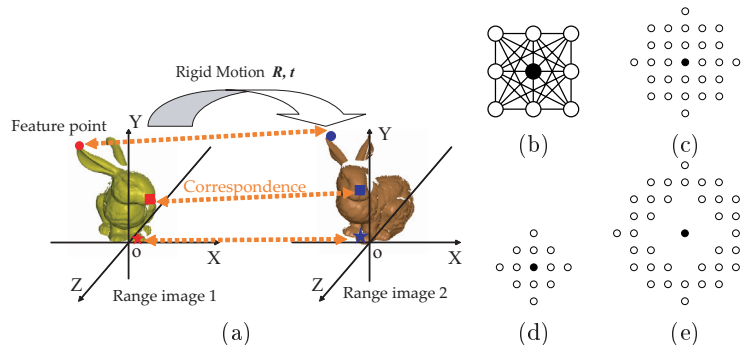 Rigid Motion R, t
Feature point
Y
Y
Correspondence
o
o
X
X
Z
Z
Range image 1
Range image 2
(a)
(b)
(c)
(d)
(e)